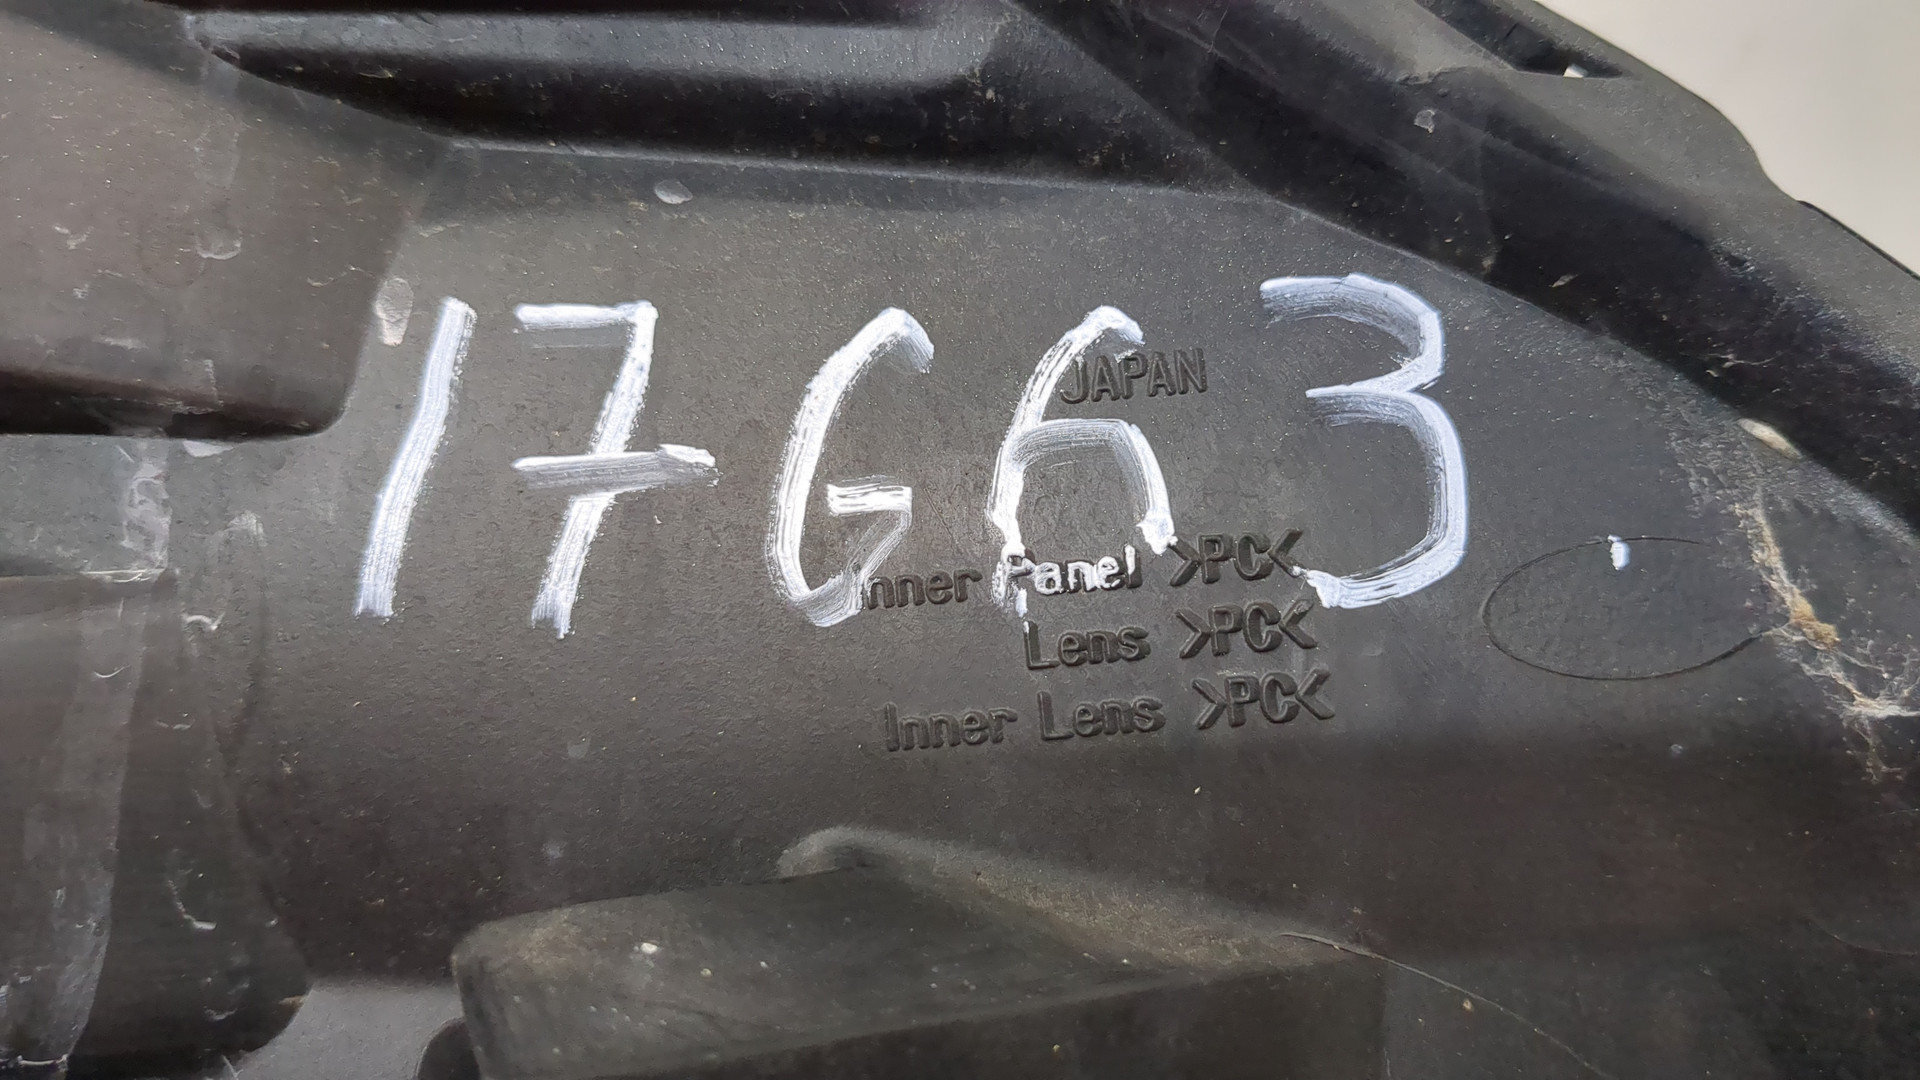 17G63
JAPAN
Inner Panel >PC<
Lens >PC<
Inner Lens >PC<